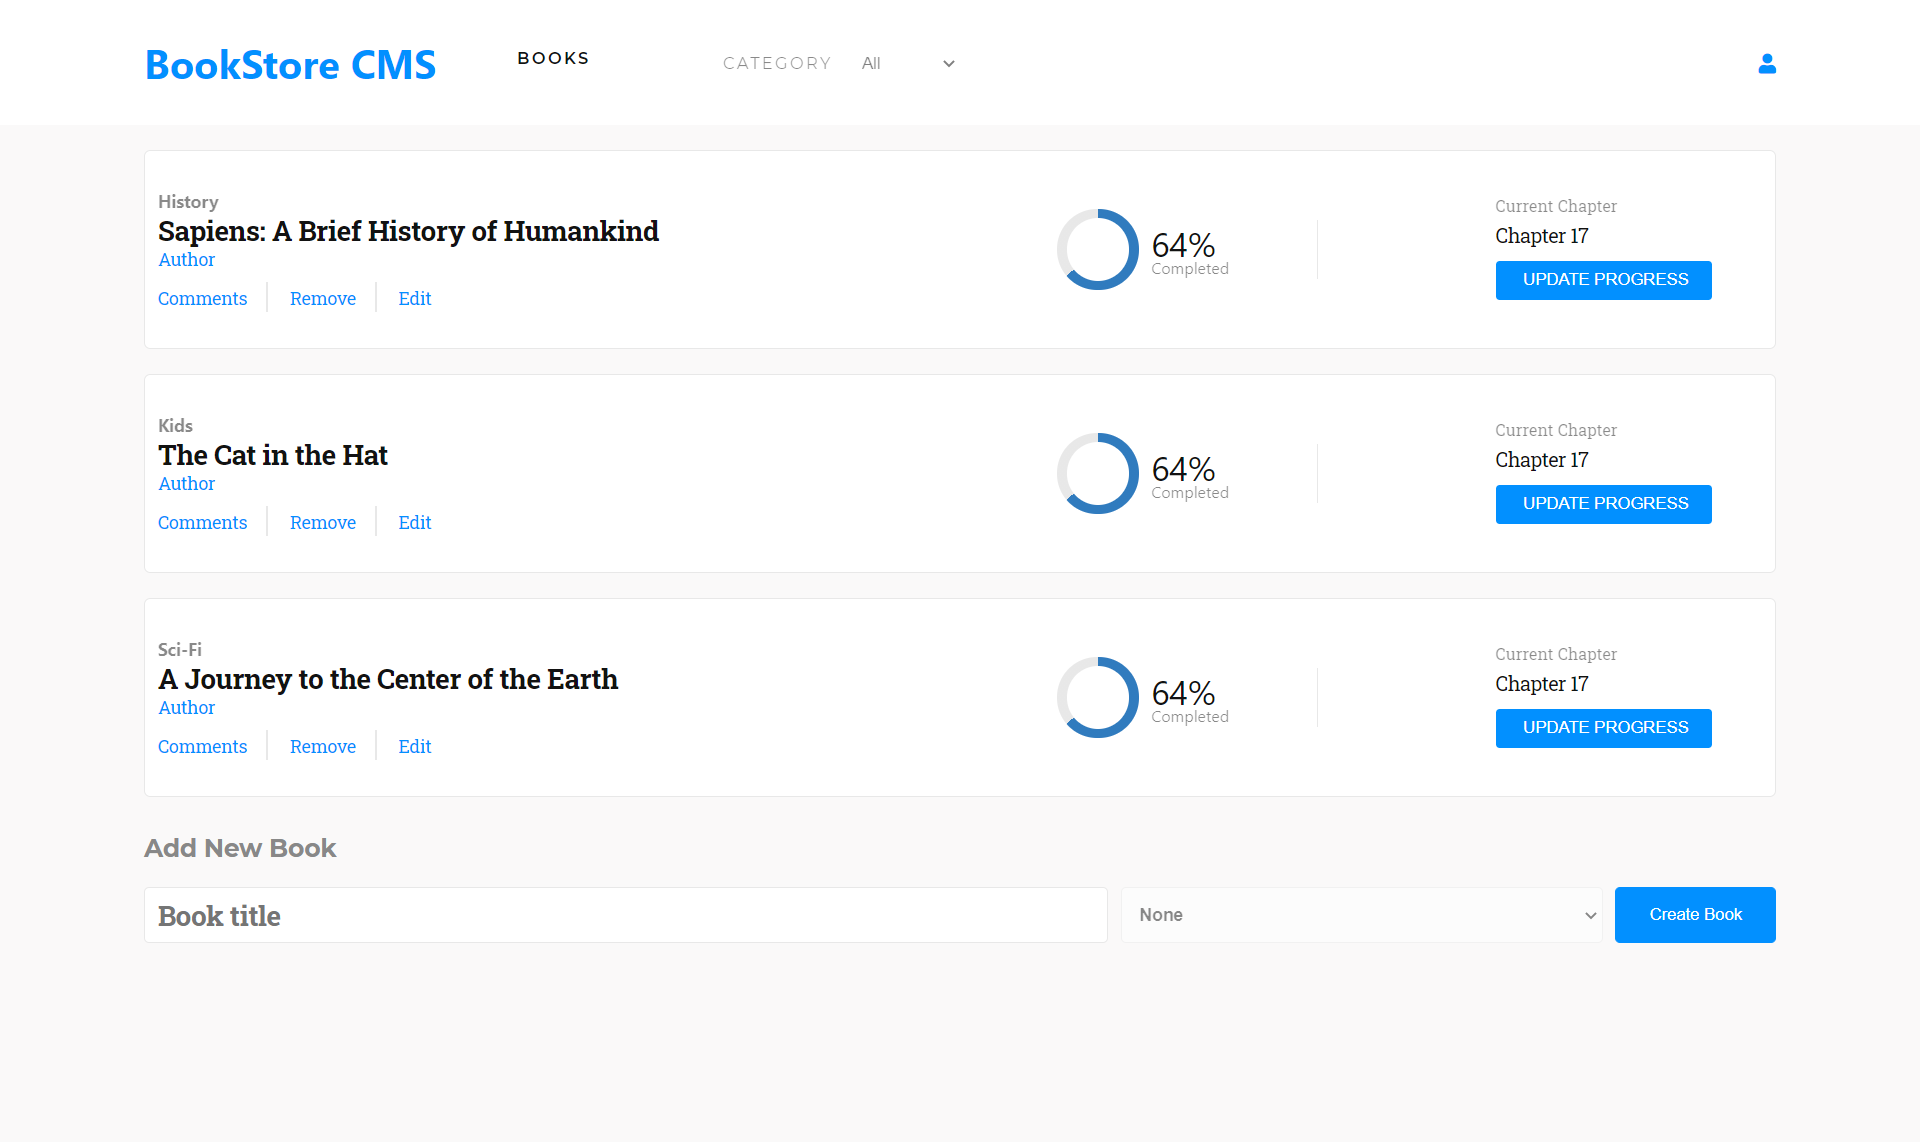 BookStore CMS
BOOKS
CATEGORY
All
History
Sapiens: A Brief History of Humankind
Author
Comments
Remove
Edit
64%
Completed
Current Chapter
Chapter 17
UPDATE PROGRESS
Kids
The Cat in the Hat
Author
Comments
Remove
Edit
64%
Completed
Current Chapter
Chapter 17
UPDATE PROGRESS
Sci-Fi
A Journey to the Center of the Earth
Author
Comments
Remove
Edit
64%
Completed
Current Chapter
Chapter 17
UPDATE PROGRESS
Add New Book
Book title
None
Create Book